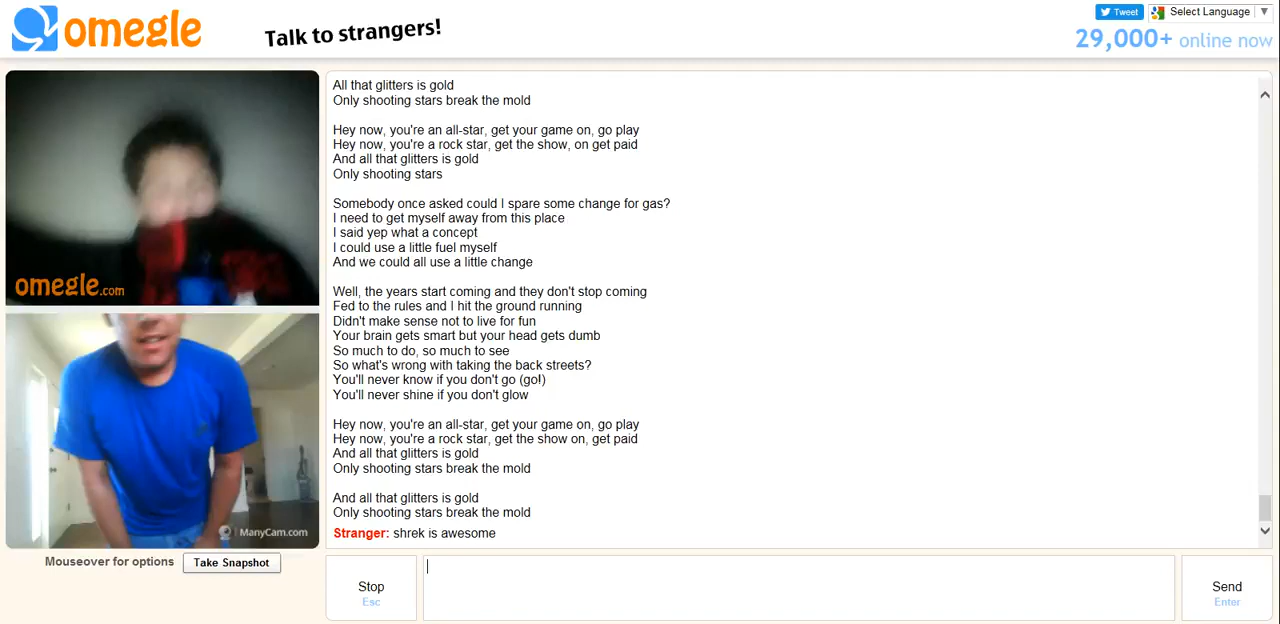 omegle
Talk to strangers!
Tweet
Select Language
29,000+ online now
All that glitters is gold
Only shooting stars break the mold
Hey now, you're an all-star, get your game on, go play
Hey now, you're a rock star, get the show, on get paid
And all that glitters is gold
Only shooting stars
Somebody once asked could I spare some change for gas?
I need to get myself away from this place
I said yep what a concept
I could use a little fuel myself
And we could all use a little change
Well, the years start coming and they don't stop coming
Fed to the rules and I hit the ground running
Didn't make sense not to live for fun
Your brain gets smart but your head gets dumb
So much to do, so much to see
So what's wrong with taking the back streets?
You'll never know if you don't go (go!)
You'll never shine if you don't glow
Hey now, you're an all-star, get your game on, go play
Hey now, you're a rock star, get the show on, get paid
And all that glitters is gold
Only shooting stars break the mold
And all that glitters is gold
Only shooting stars break the mold
Stranger: shrek is awesome
omegle.com
ManyCam.com
Mouseover for options
Take Snapshot
Stop
Esc
Send
Enter